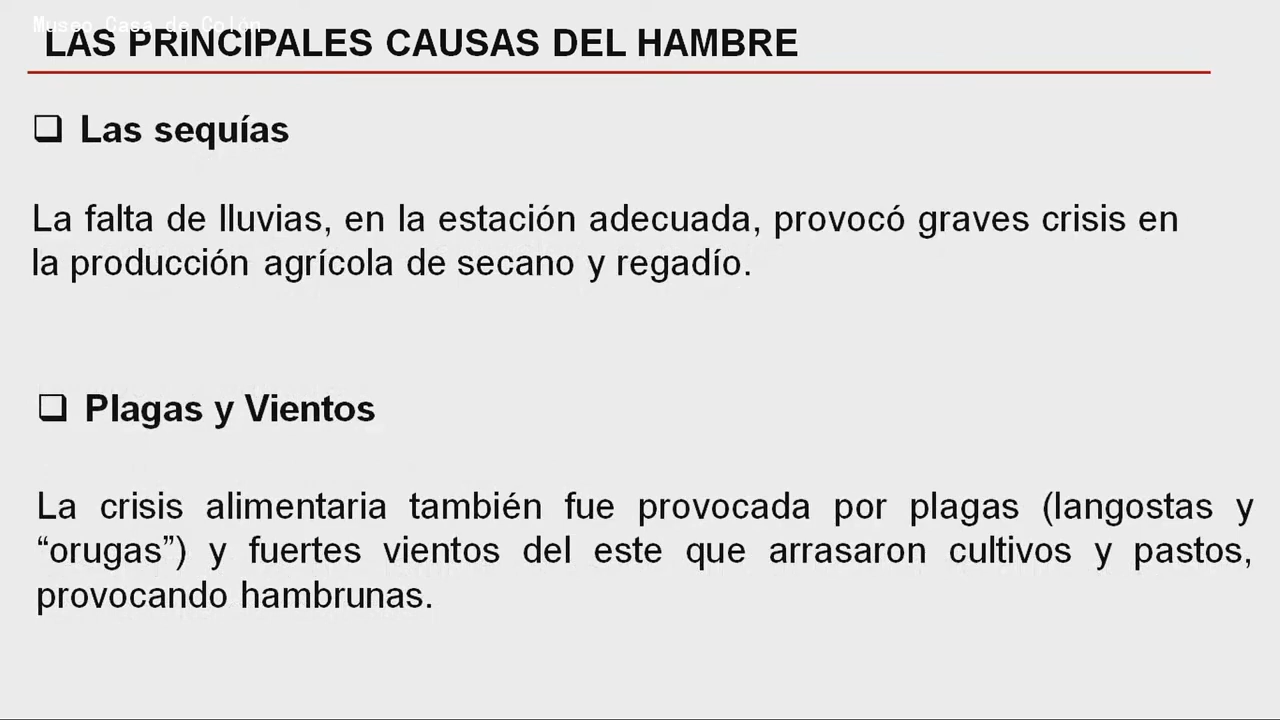 Museo Casa de Colón
LAS PRINCIPALES CAUSAS DEL HAMBRE
❑ Las sequías
La falta de lluvias, en la estación adecuada, provocó graves crisis en
la producción agrícola de secano y regadío.
❑ Plagas y Vientos
La crisis alimentaria también fue provocada por plagas (langostas y
“orugas”) y fuertes vientos del este que arrasaron cultivos y pastos,
provocando hambrunas.